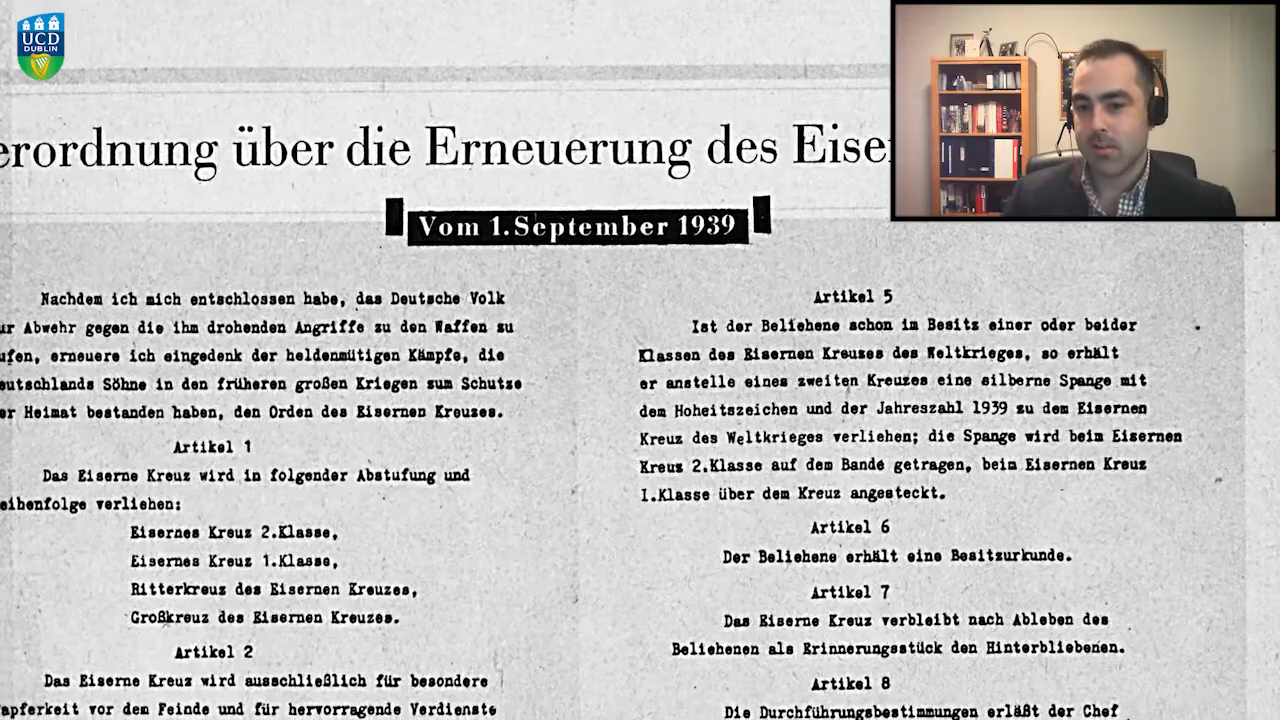 UCD
DUBLIN
erordnung über die Erneuerung des Eiser
Vom 1.September 1939
Nachdem ich mich entschlossen habe, das Deutsche Volk
ur Abwehr gegen die ihm drohenden Angriffe zu den Waffen zu
ufen, erneuere ich eingedenk der heldenmütigen Kämpfe, die
eutschlands Söhne in den früheren großen Kriegen zum Schutze
er Heimat bestanden haben, den Orden des Eisernen Kreuzes.
Artikel 1
Das Eiserne Kreuz wird in folgender Abstufung und
eihenfolge verliehen:
Eisernes Kreuz 2.Klasse,
Eisernes Kreuz 1.Klasse,
Ritterkreuz des Eisernen Kreuzes,
Großkreuz des Eisernen Kreuzes.
Artikel 2
Das Eiserne Kreuz wird ausschließlich für besondere
apferkeit vor dem Feinde und für hervorragende Verdienste
Artikel 5
Ist der Beliehene schon im Besitz einer oder beider
Klassen des Eisernen Kreuzes des Weltkrieges, so erhält
er anstelle eines zweiten Kreuzes eine silberne Spange mit
dem Hoheitszeichen und der Jahreszahl 1939 zu dem Eisernen
Kreuz des Weltkrieges verliehen; die Spange wird beim Eisernen
Kreuz 2.Klasse auf dem Bande getragen, beim Eisernen Kreuz
1.Klasse über dem Kreuz angesteckt.
Artikel 6
Der Beliehene erhält eine Besitzurkunde.
Artikel 7
Das Eiserne Kreuz verbleibt nach Ableben des
Beliehenen als Erinnerungsstück den Hinterbliebenen.
Artikel 8
Die Durchführungsbestimmungen erläßt der Chef